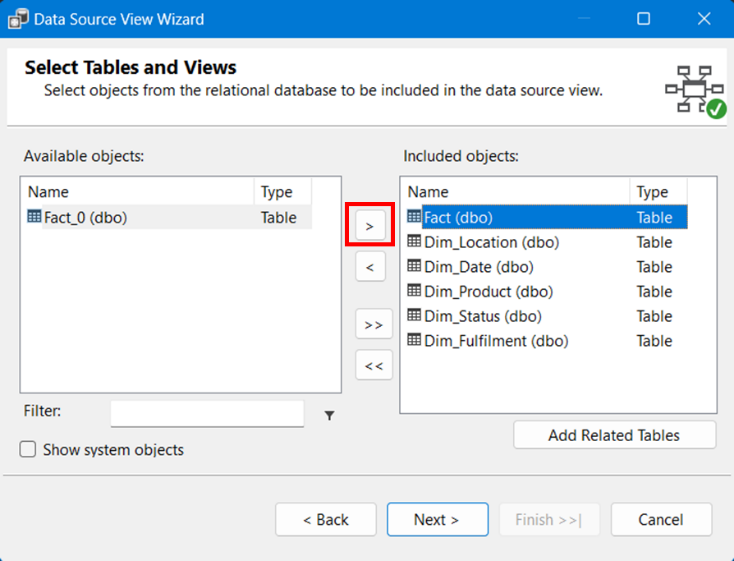 Data Source View Wizard
Select Tables and Views
Select objects from the relational database to be included in the data source view.
Available objects:
Name Type
Fact_0 (dbo) Table
>
<
>>
<<
Included objects:
Name Type
Fact (dbo) Table
Dim_Location (dbo) Table
Dim_Date (dbo) Table
Dim_Product (dbo) Table
Dim_Status (dbo) Table
Dim_Fulfilment (dbo) Table
Filter:
Add Related Tables
Show system objects
< Back Next > Finish >>| Cancel